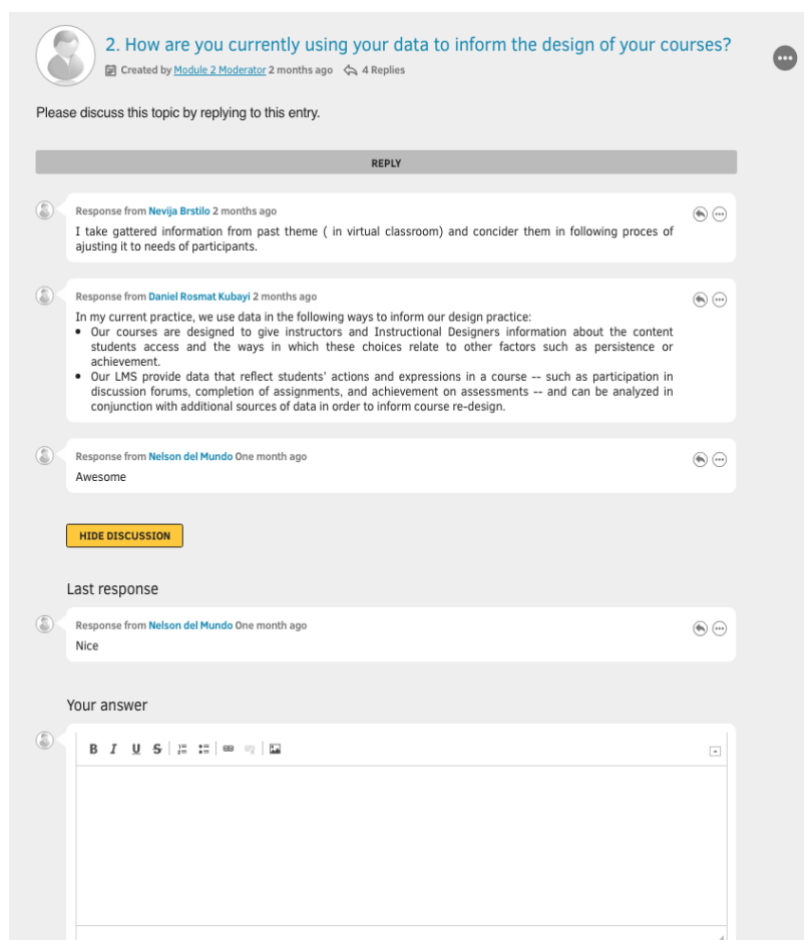 2. How are you currently using your data to inform the design of your courses?
Created by Module 2 Moderator 2 months ago 4 Replies
Please discuss this topic by replying to this entry.
REPLY
Response from Nevija Brstilo 2 months ago
I take gattered information from past theme ( in virtual classroom) and concider them in following proces of
ajusting it to needs of participants.
Response from Daniel Rosmat Kubayi 2 months ago
In my current practice, we use data in the following ways to inform our design practice:
• Our courses are designed to give instructors and Instructional Designers information about the content
students access and the ways in which these choices relate to other factors such as persistence or
achievement.
• Our LMS provide data that reflect students' actions and expressions in a course -- such as participation in
discussion forums, completion of assignments, and achievement on assessments -- and can be analyzed in
conjunction with additional sources of data in order to inform course re-design.
Response from Nelson del Mundo One month ago
Awesome
HIDE DISCUSSION
Last response
Response from Nelson del Mundo One month ago
Nice
Your answer
B I U S